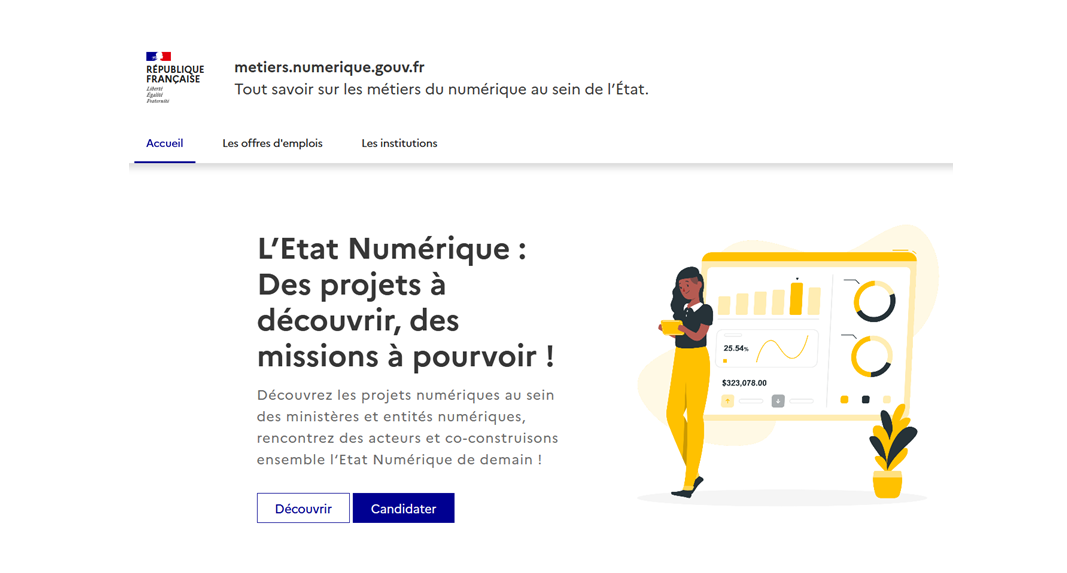 RÉPUBLIQUE
FRANÇAISE
Liberté
Égalité
Fraternité
metiers.numerique.gouv.fr
Tout savoir sur les métiers du numérique au sein de l’État.
Accueil
Les offres d'emplois
Les institutions
L’Etat Numérique :
Des projets à
découvrir, des
missions à pourvoir !
Découvrez les projets numériques au sein
des ministères et entités numériques,
rencontrez des acteurs et co-construisons
ensemble l’Etat Numérique de demain !
Découvrir
Candidater
25.54%
$323,078.00